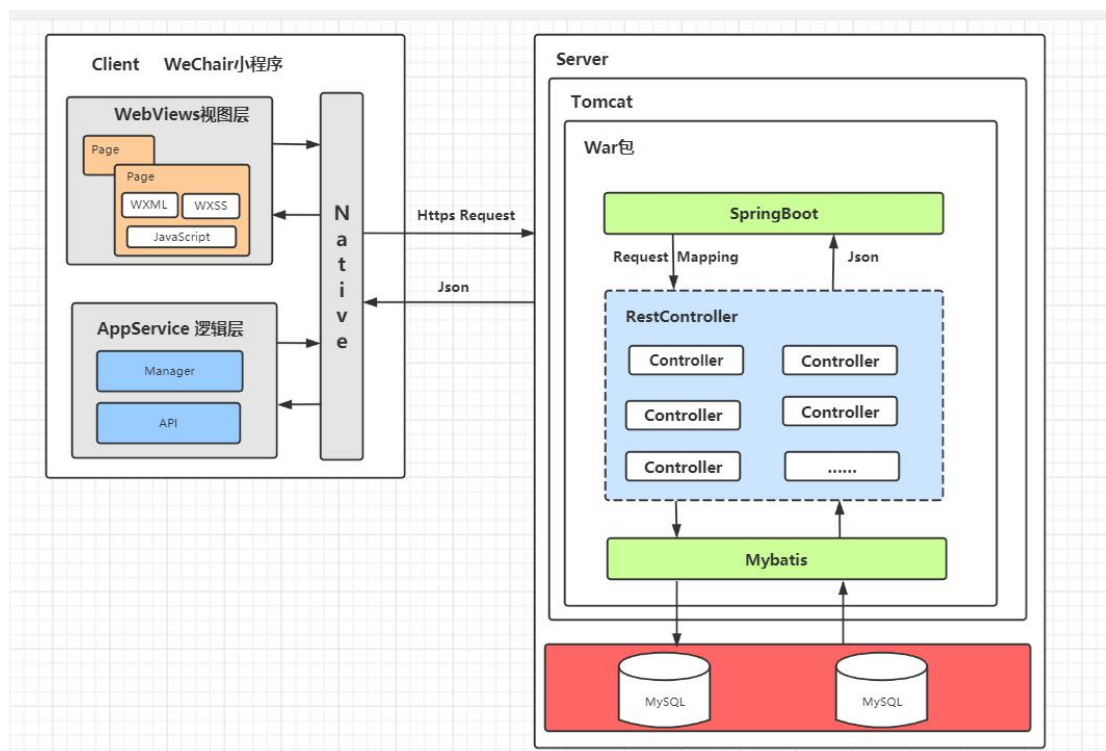 Client WeChair小程序
WebViews视图层
Page
Page
WXML WXSS
JavaScript
AppService 逻辑层
Manager
API
Native
Https Request
Json
Server
Tomcat
War包
SpringBoot
Request Mapping
Json
RestController
Controller Controller
Controller Controller
Controller ......
Mybatis
MySQL MySQL